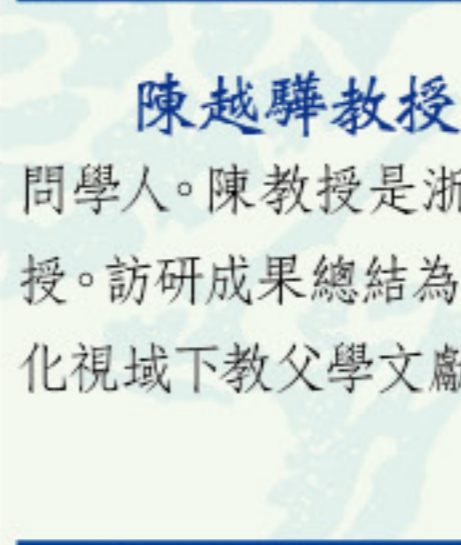 陳越驊教授
問學人。陳教授是浙
授。訪研成果總結為
化視域下教父學文獻